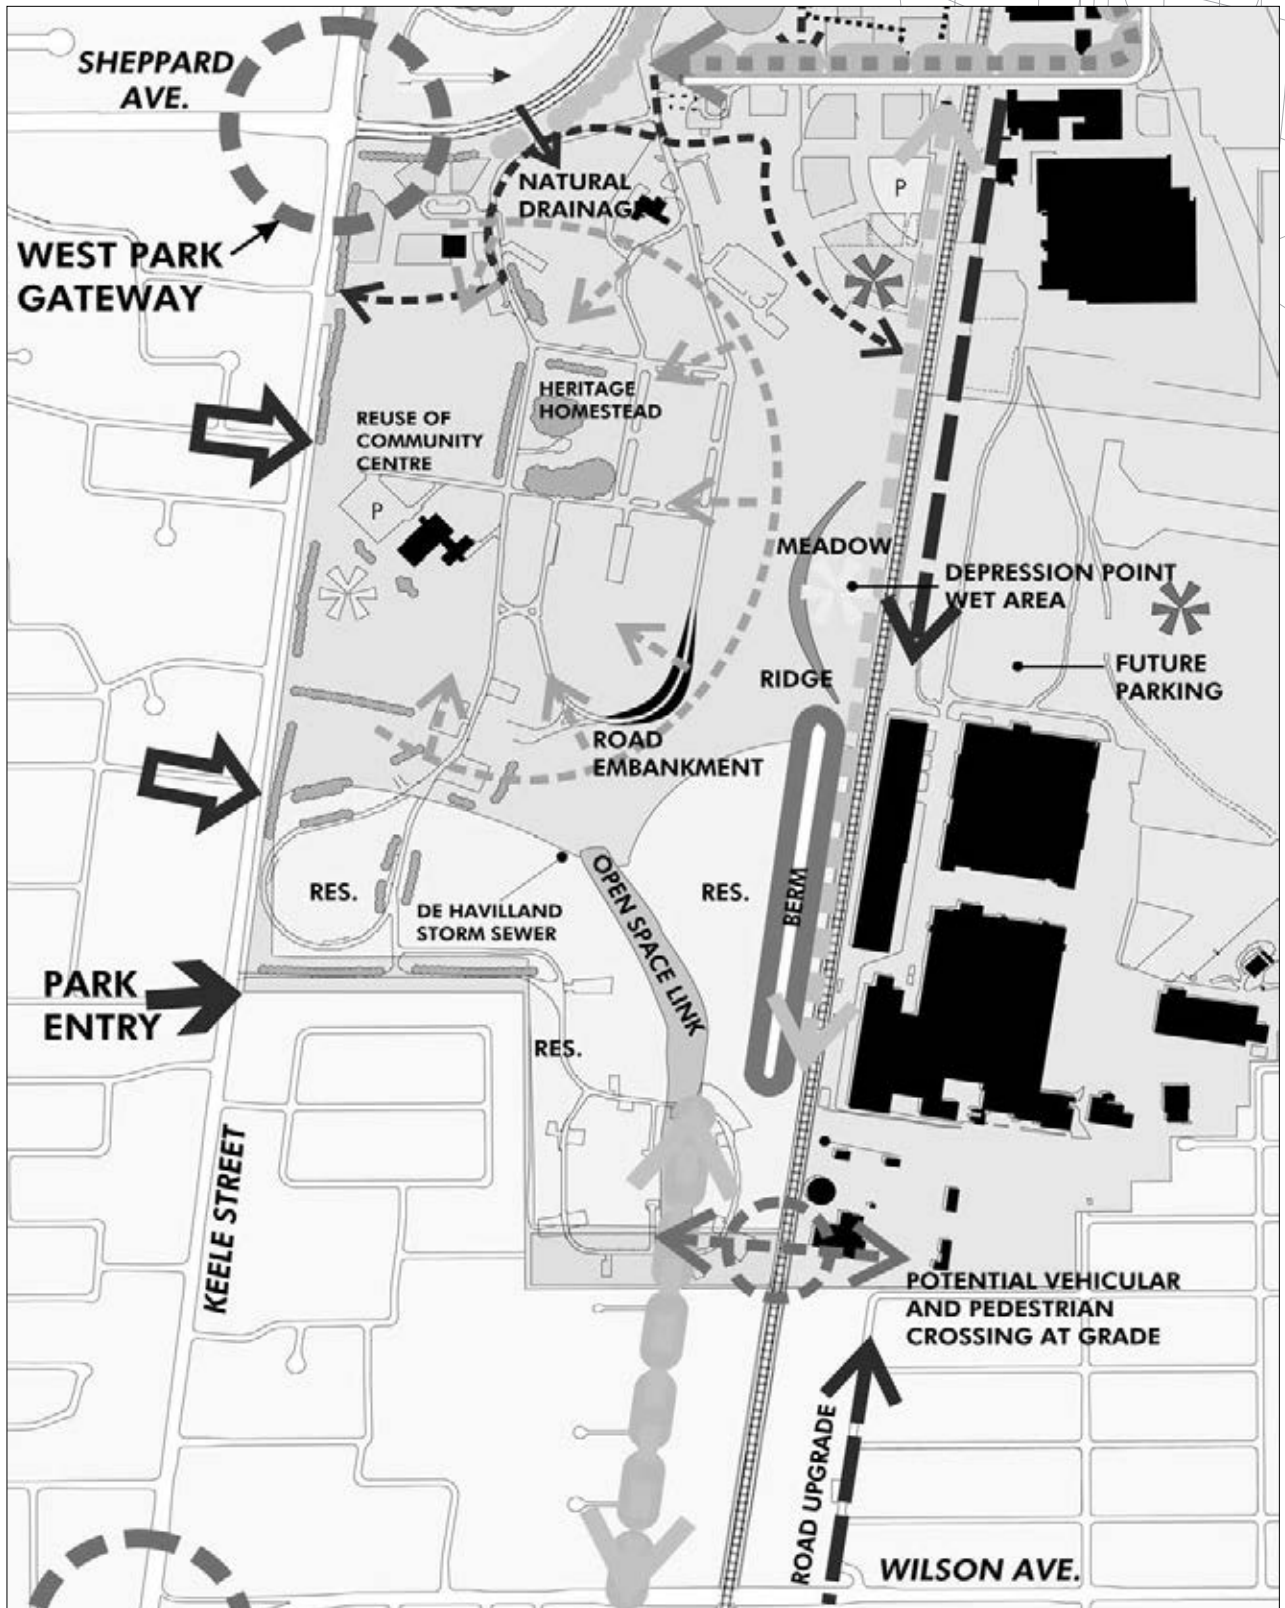 SHEPPARD
AVE.
NATURAL
DRAINAGE
P
WEST PARK
GATEWAY
HERITAGE
HOMESTEAD
REUSE OF
COMMUNITY
CENTRE
P
MEADOW
DEPRESSION POINT
WET AREA
FUTURE
PARKING
RIDGE
ROAD
EMBANKMENT
RES.
DE HAVILLAND
STORM SEWER
OPEN SPACE LINK
RES.
BERM
PARK
ENTRY
RES.
KEELE STREET
POTENTIAL VEHICULAR
AND PEDESTRIAN
CROSSING AT GRADE
ROAD UPGRADE
WILSON AVE.